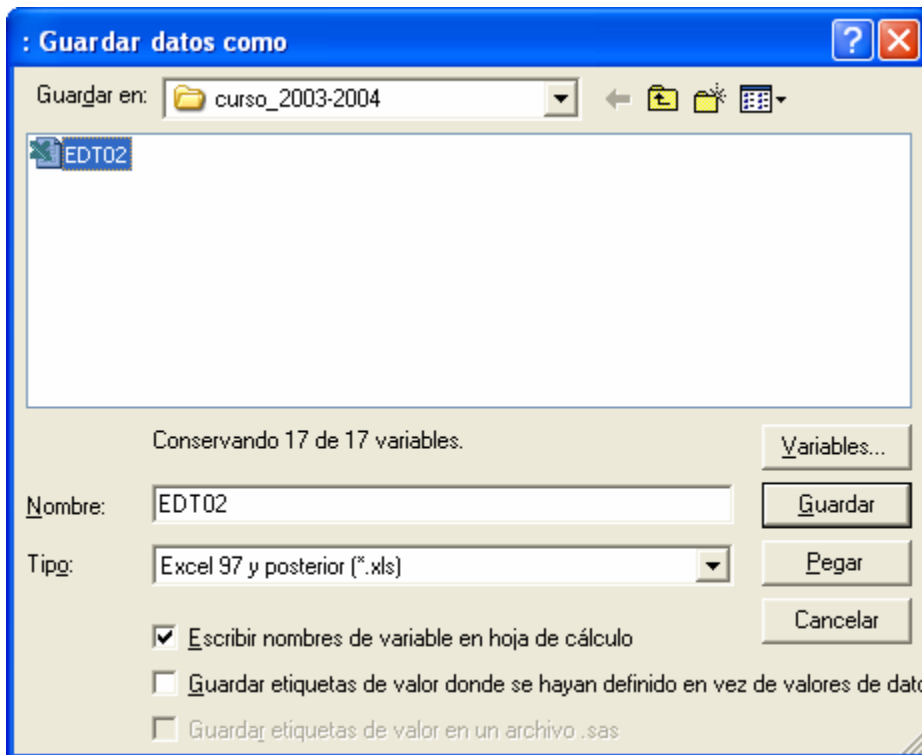 : Guardar datos como
Guardar en: curso_2003-2004
EDT02
Conservando 17 de 17 variables.
Variables...
Nombre: EDT02
Guardar
Tipo: Excel 97 y posterior (*.xls)
Pegar
Cancelar
Escribir nombres de variable en hoja de cálculo
Guardar etiquetas de valor donde se hayan definido en vez de valores de dato
Guardar etiquetas de valor en un archivo .sas